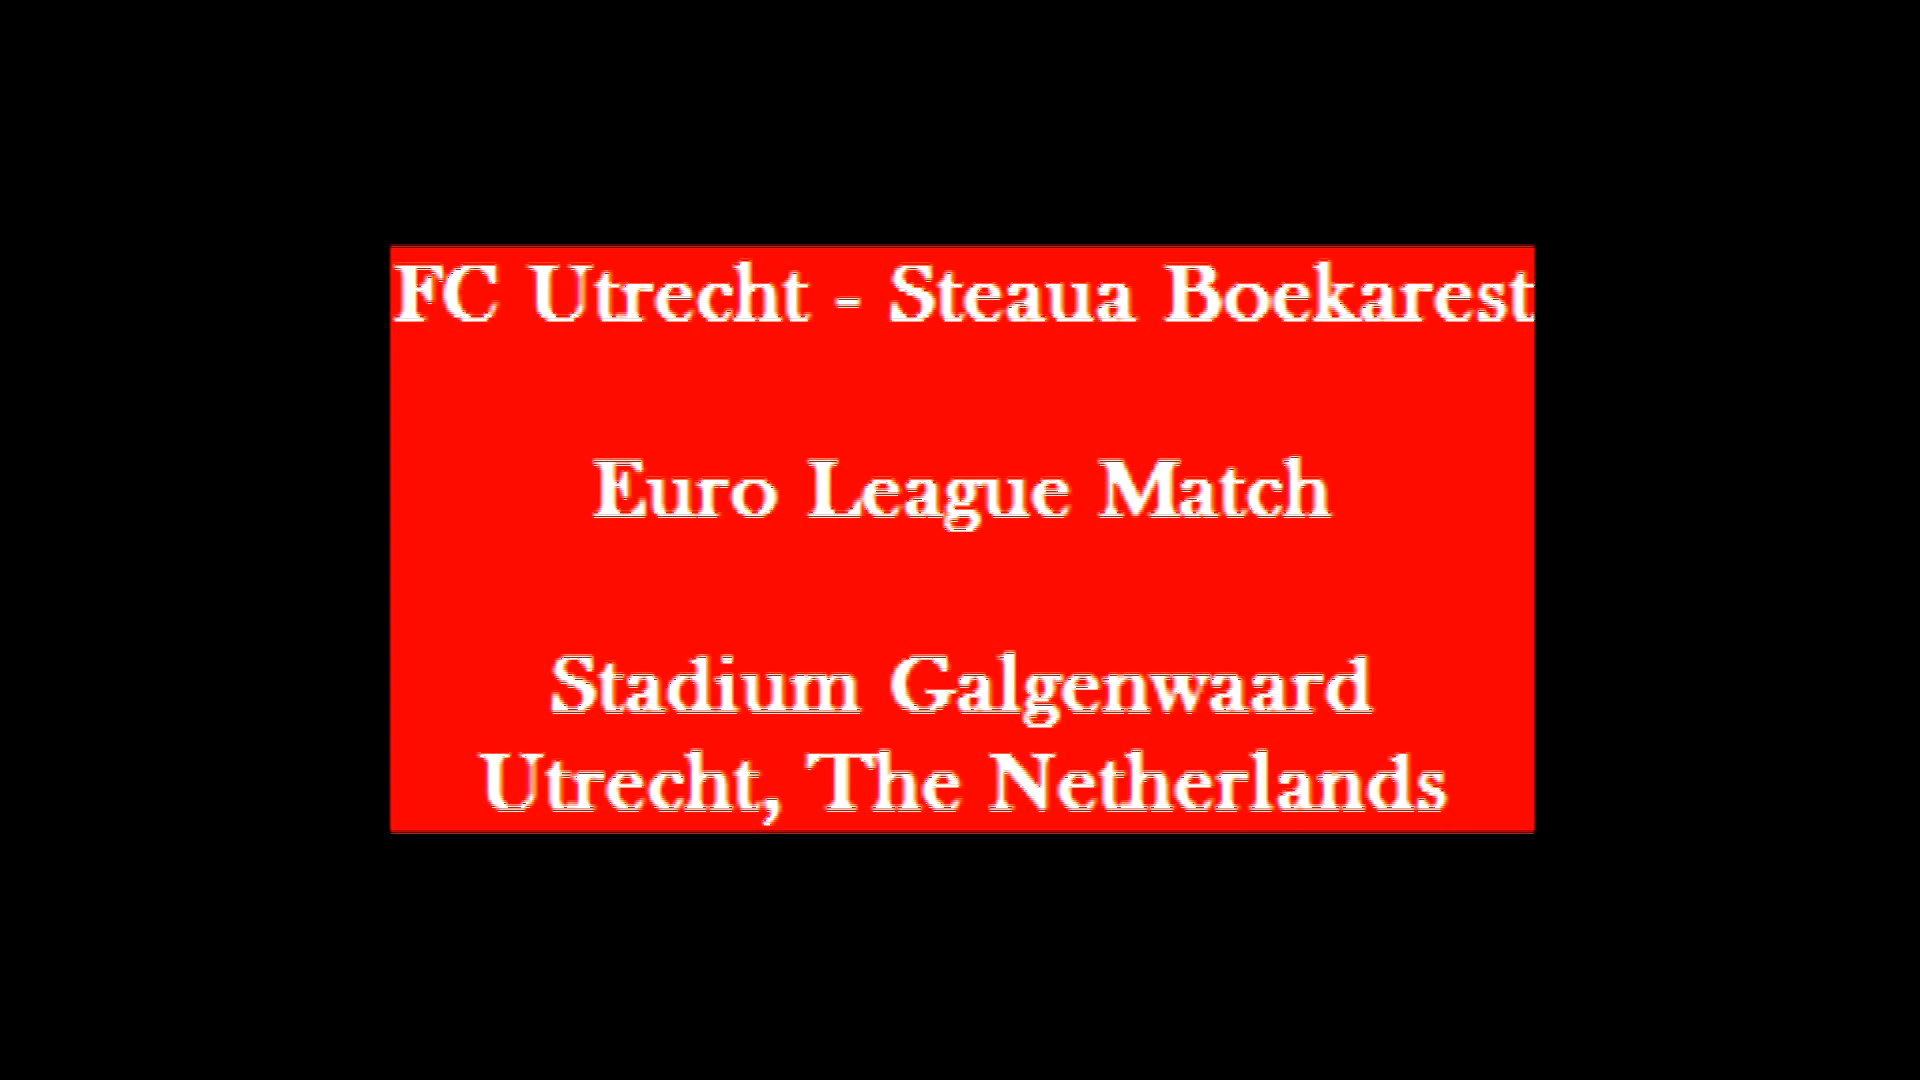 FC Utrecht - Steaua Boekarest
Euro League Match
Stadium Galgenwaard
Utrecht, The Netherlands